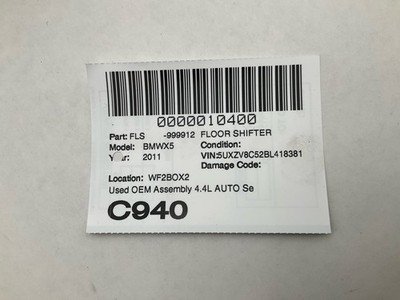 0000010400
Part: FLS -999912 FLOOR SHIFTER
Model: BMWX5 Condition:
Year: 2011 VIN:5UXZV8C52BL418381
Damage Code:
Location: WF2BOX2
Used OEM Assembly 4.4L AUTO Se
C940